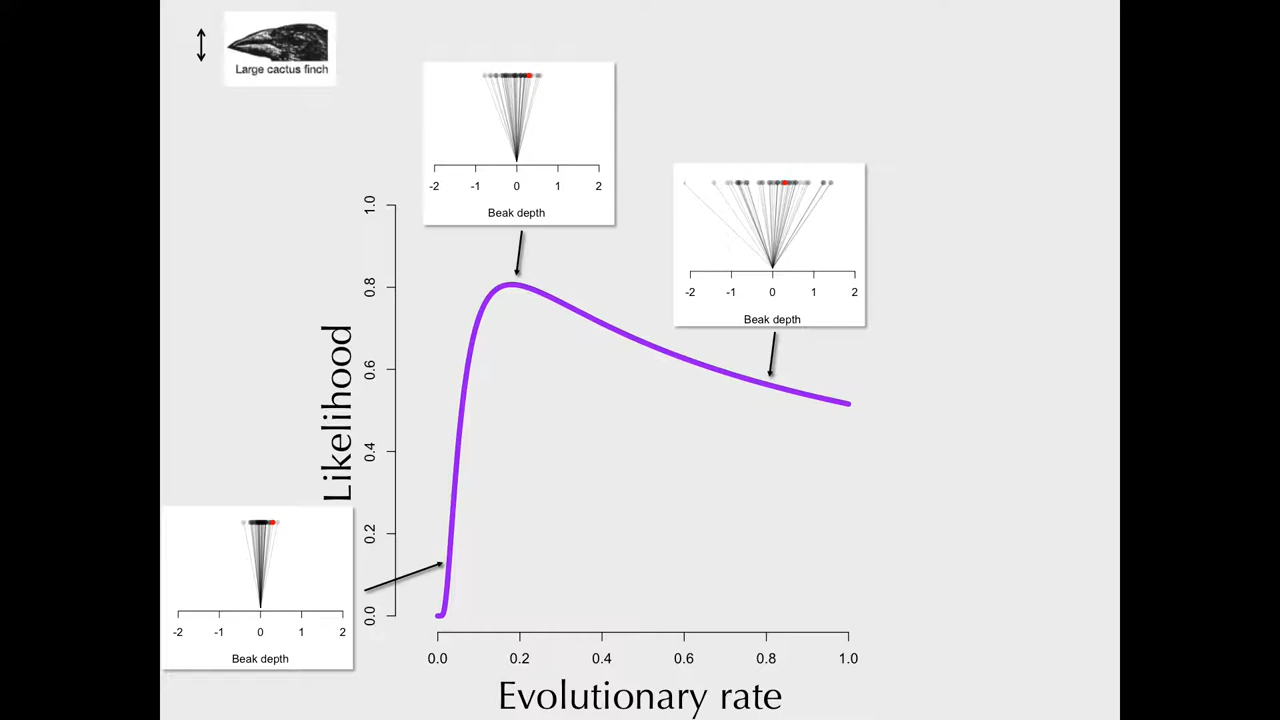 Large cactus finch
-2 -1 0 1 2
Beak depth
-2 -1 0 1 2
Beak depth
1.0
0.8
0.6
0.4
0.2
0.0
Likelihood
-2 -1 0 1 2
Beak depth
0.0 0.2 0.4 0.6 0.8 1.0
Evolutionary rate